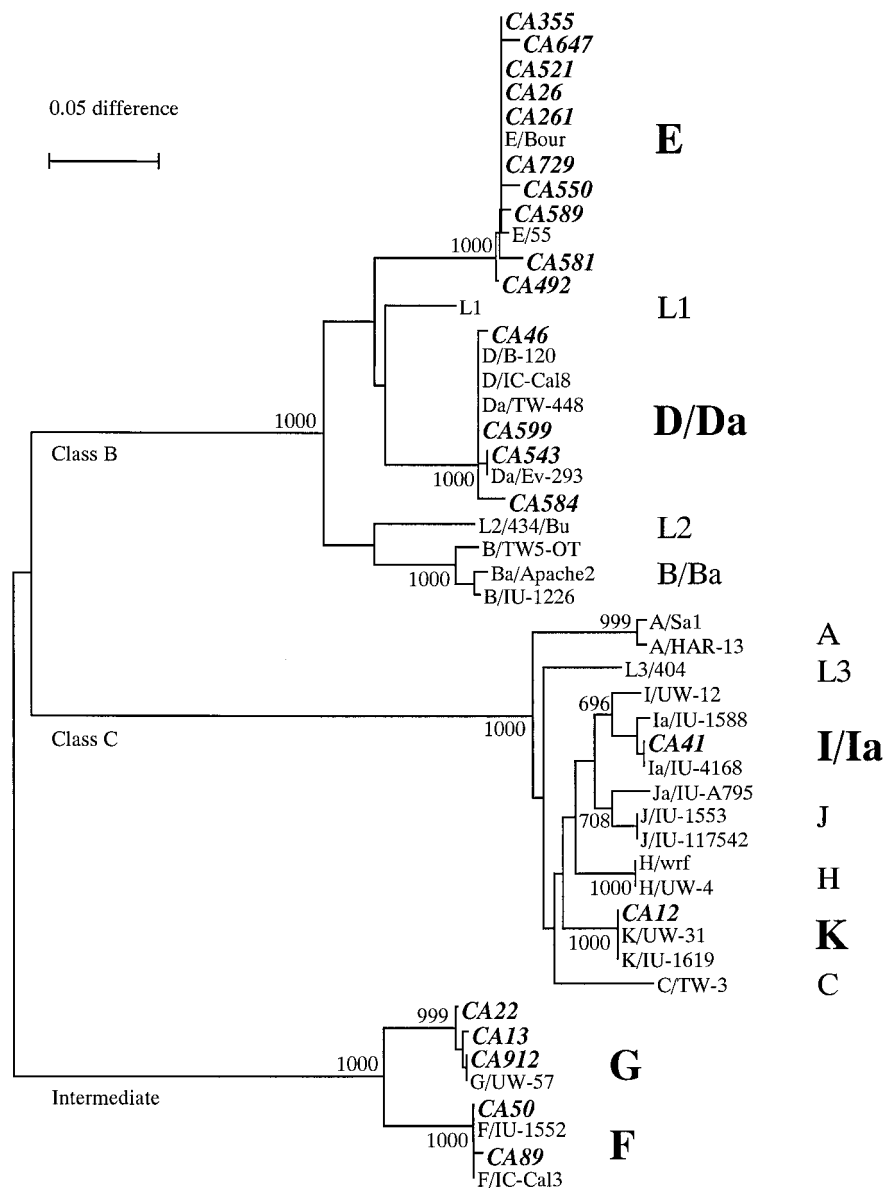 CA355
CA647
CA521
0.05 difference
CA26
CA261
E/Bour
E
CA729
CA550
CA589
E/55
1000
CA581
CA492
L1
L1
CA46
D/B-120
D/IC-Cal8
Da/TW-448
D/Da
1000
CA599
Class B
CA543
Da/Ev-293
1000
CA584
L2/434/Bu
L2
B/TW5-OT
Ba/Apache2
B/Ba
1000
B/IU-1226
999
A/Sa1
A
A/HAR-13
L3/404
L3
I/UW-12
696
Ia/IU-1588
1000
Class C
CA41
I/Ia
Ia/IU-4168
Ja/IU-A795
J/IU-1553
J
708
J/IU-117542
H/wrf
H
1000
H/UW-4
CA12
K/UW-31
K
1000
K/IU-1619
C/TW-3
C
999
CA22
CA13
1000
CA912
G
G/UW-57
Intermediate
CA50
F/IU-1552
F
1000
CA89
F/IC-Cal3